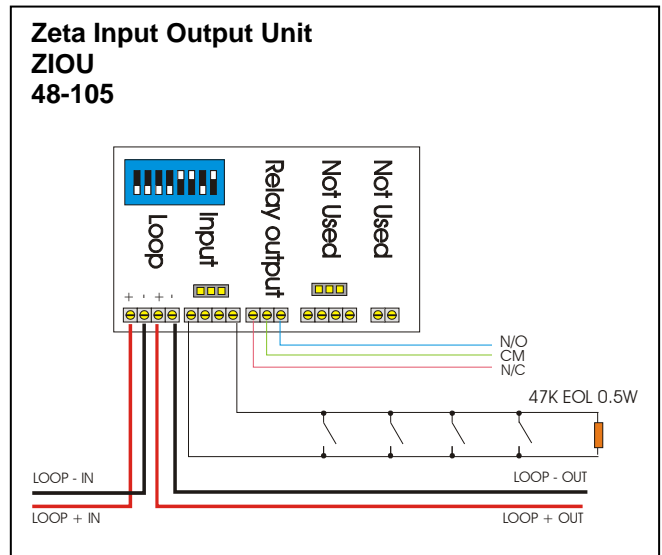 Zeta Input Output Unit
ZIOU
48-105
Loop
Input
Relay output
Not Used
Not Used
+ - + -
N/O
CM
N/C
47K EOL 0.5W
LOOP - IN
LOOP - OUT
LOOP + IN
LOOP + OUT